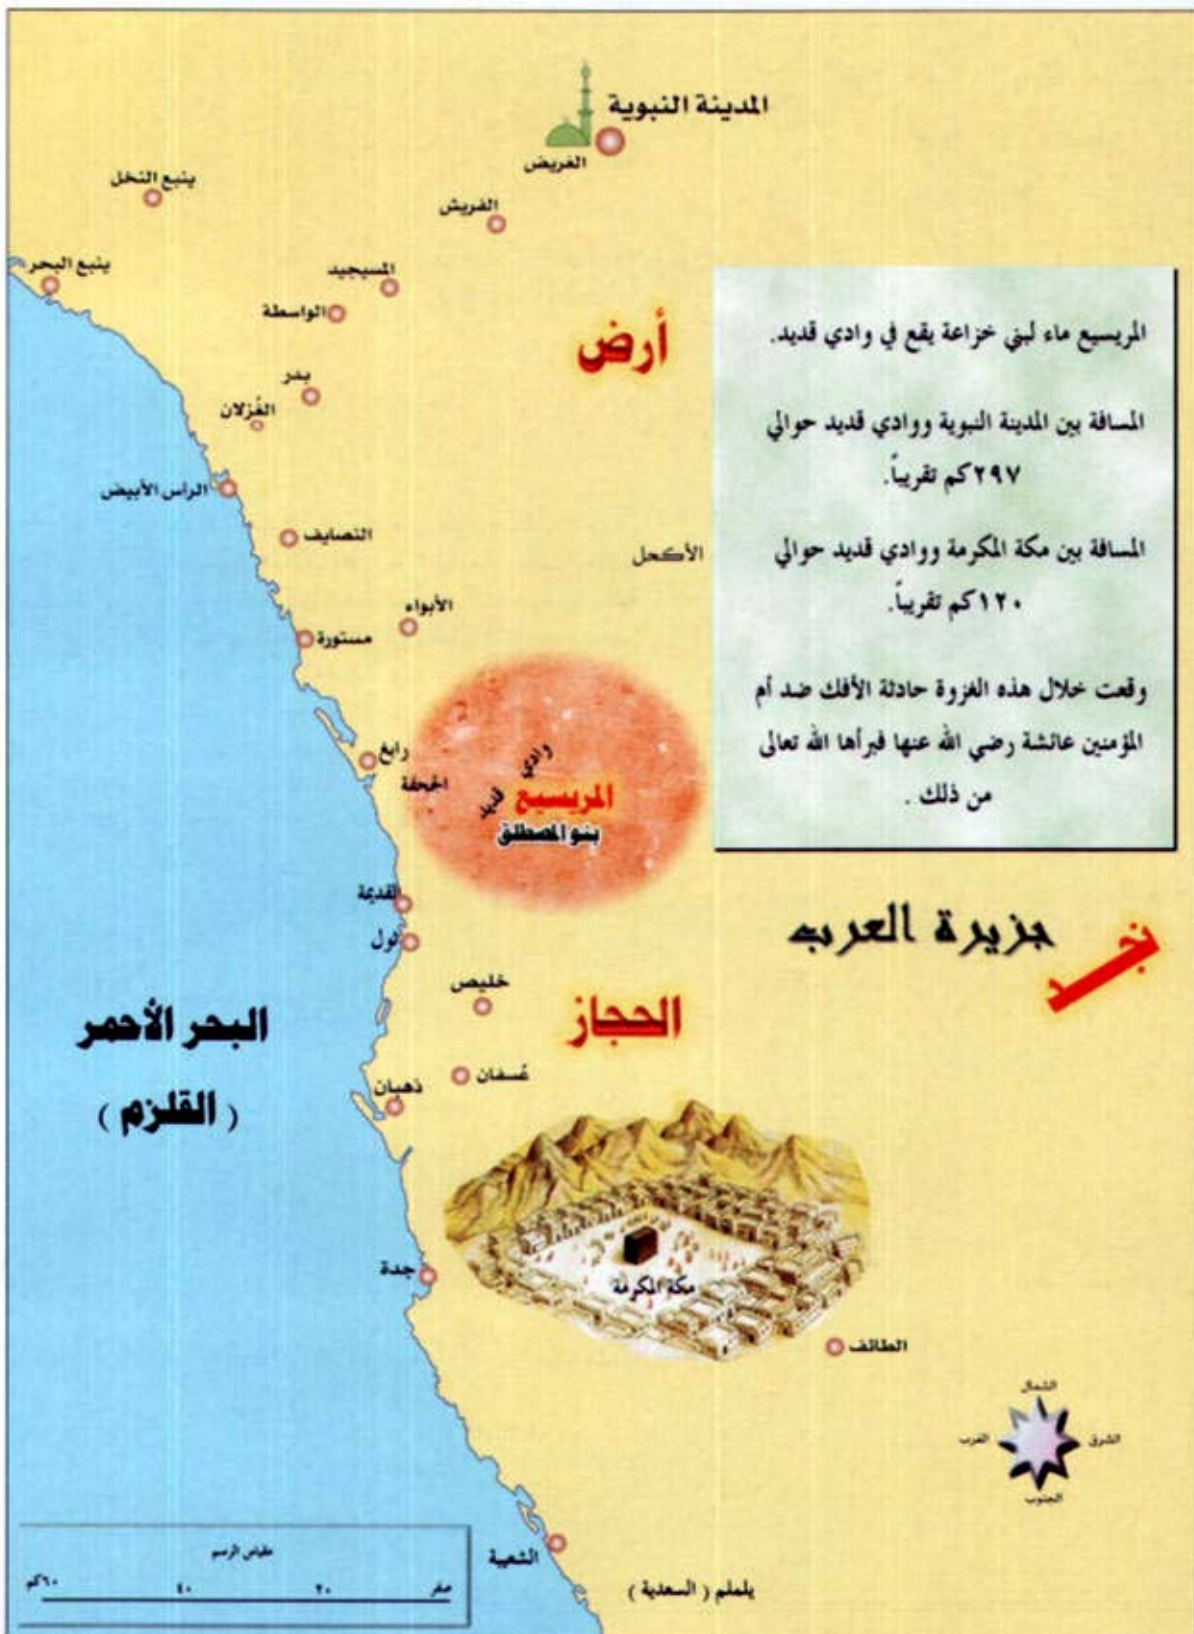 المدينة النبوية
الغريض
ينبع النخل
الفريش
ينبع البحر
المسيجيد
الواسطة
أرض
بدر
الغُزلان
الرأس الأبيض
النصايف
الأكحل
الأبواء
مستورة
المريسيع ماء لبني خزاعة يقع في وادي قديد.
المسافة بين المدينة النبوية ووادي قديد حوالي
٢٩٧كم تقريباً.
المسافة بين مكة المكرمة ووادي قديد حوالي
١٢٠كم تقريباً.
وقعت خلال هذه الغزوة حادثة الأفك ضد أم
المؤمنين عائشة رضي الله عنها فبرأها الله تعالى
من ذلك .
رابغ
الجحفة
وادي قديد
المريسيع
بنو المصطلق
القديمة
ثول
جزيرة العرب
نجد
خليص
الحجاز
البحر الأحمر
( القلزم )
عُسفان
ذهبان
مكة المكرمة
جدة
الطائف
الشمال
الشرق
الغرب
الجنوب
الشعبية
يلملم ( السعدية )
مقياس الرسم
صفر ٢٠ ٤٠ ٦٠كم